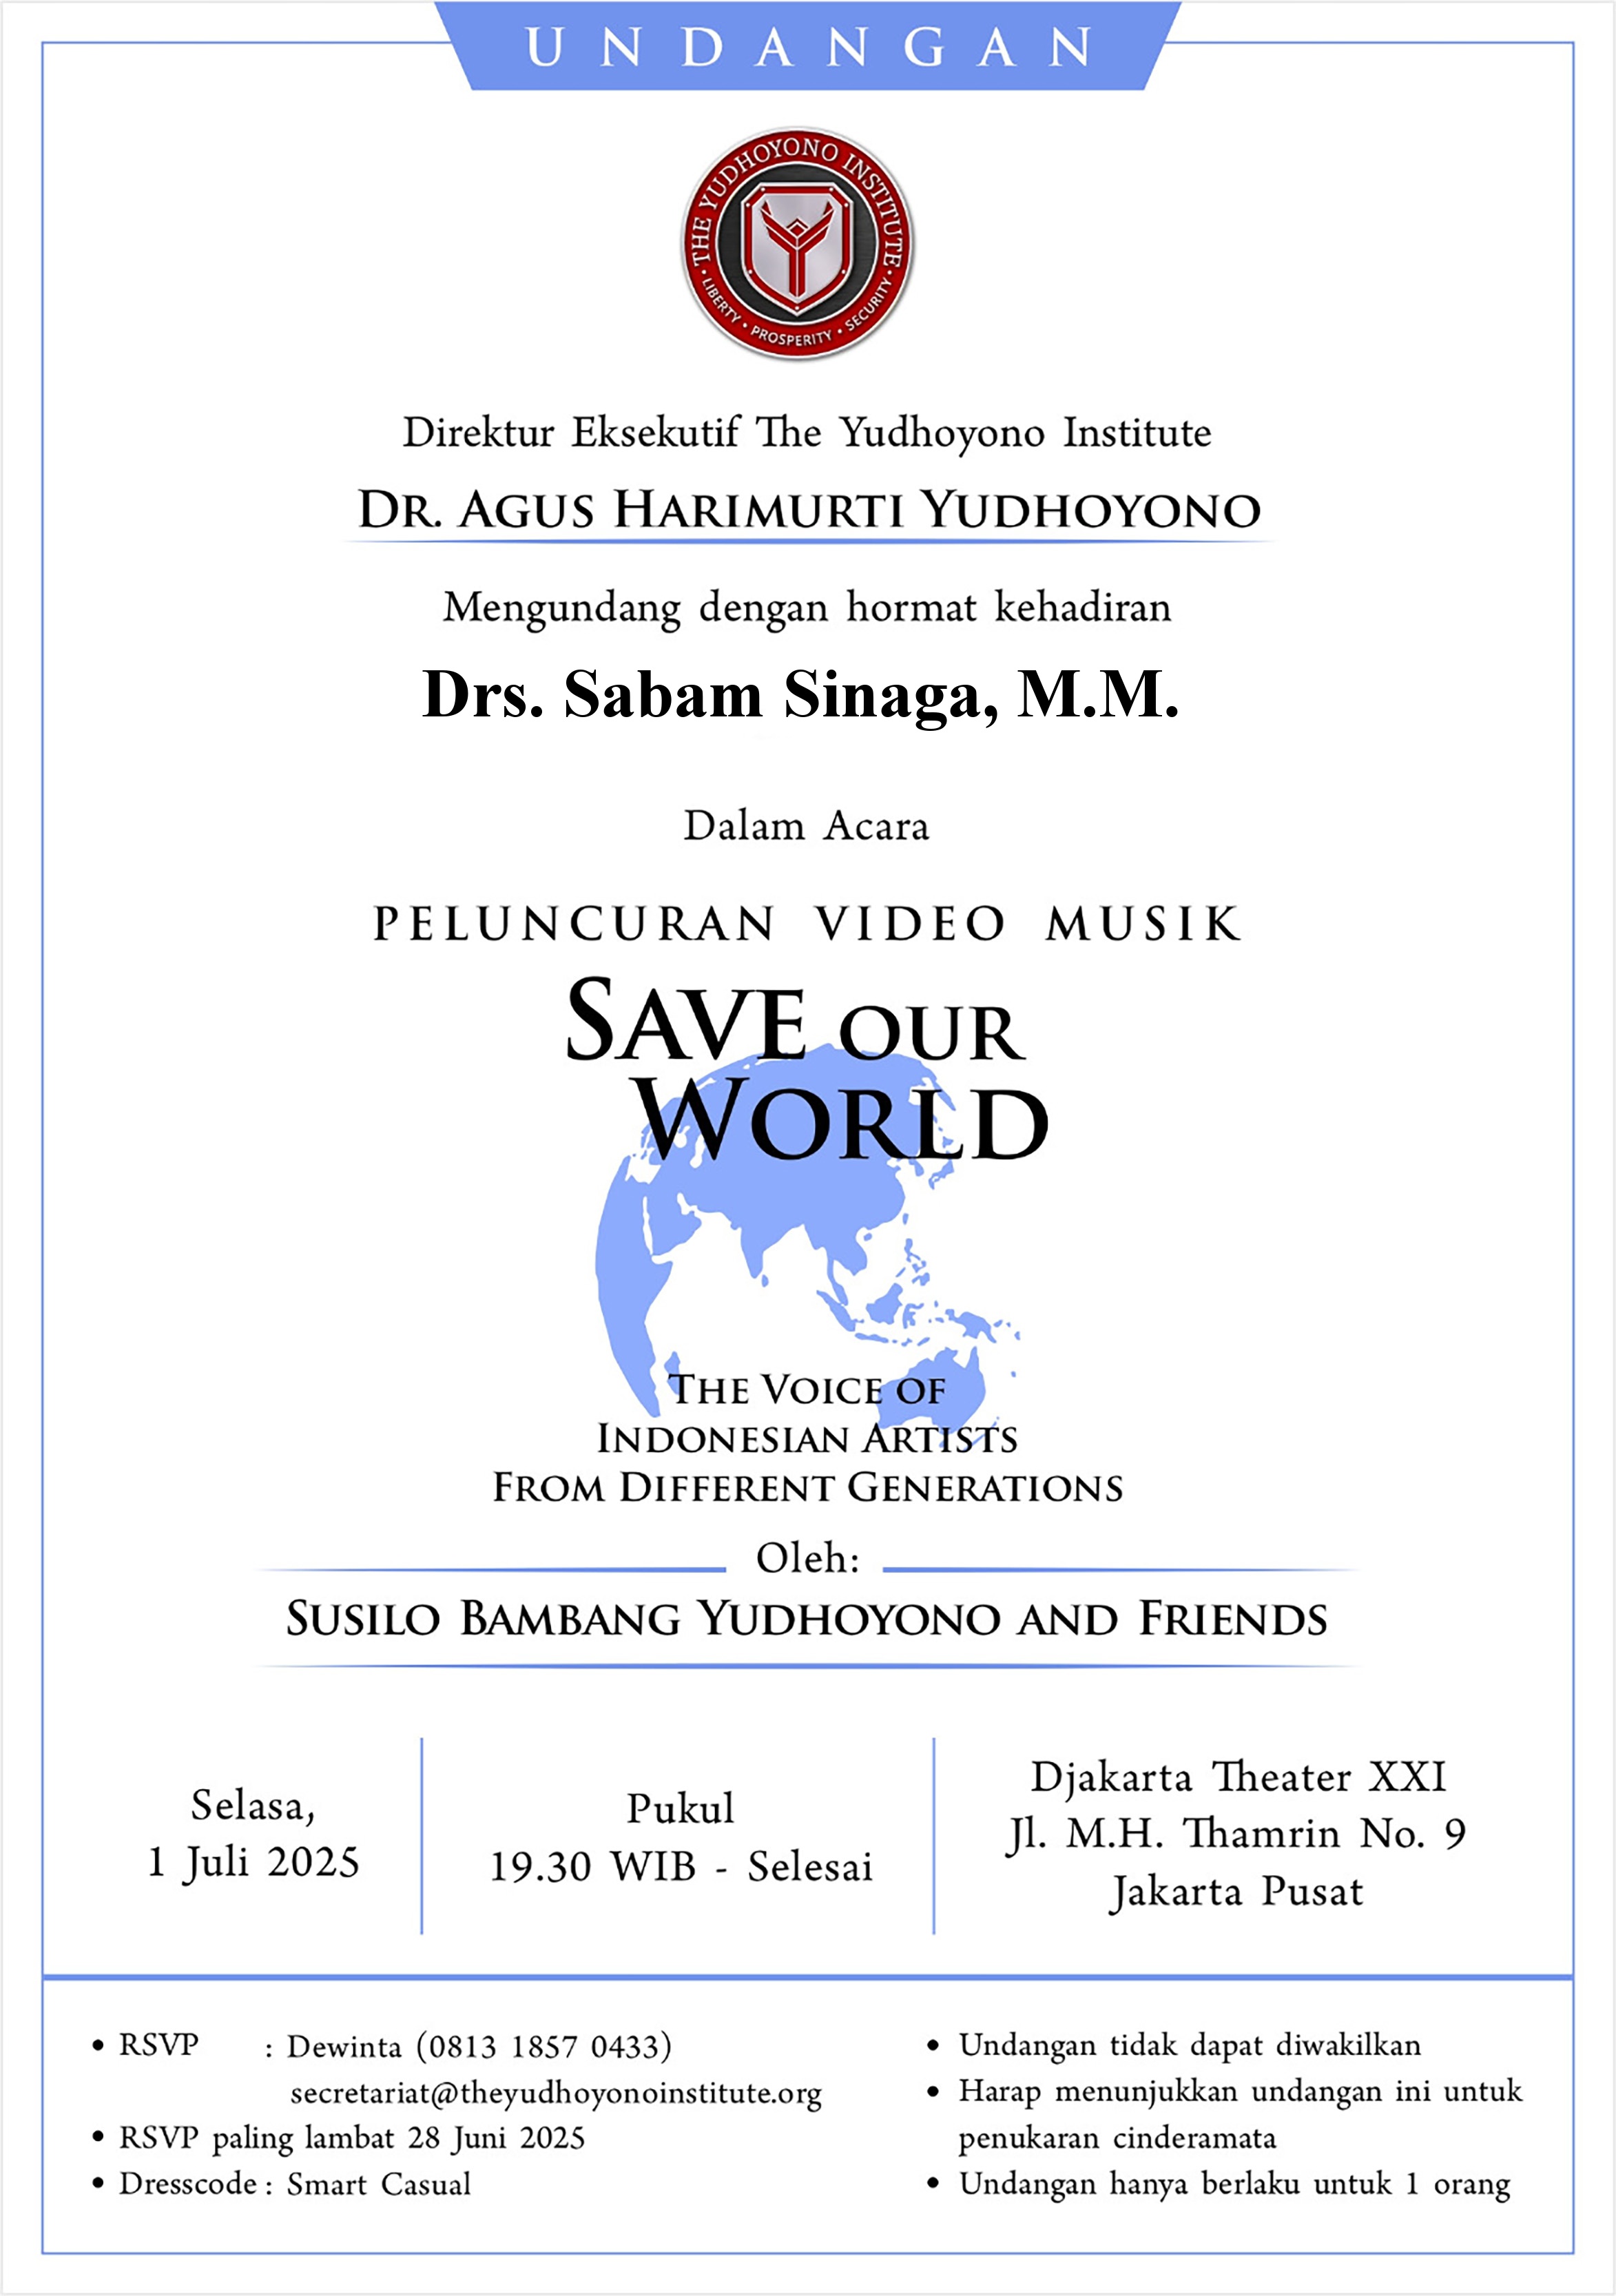 UNDANGAN
THE YUDHOYONO INSTITUTE
LIBERTY • PROSPERITY • SECURITY
Direktur Eksekutif The Yudhoyono Institute
DR. AGUS HARIMURTI YUDHOYONO
Mengundang dengan hormat kehadiran
Drs. Sabam Sinaga, M.M.
Dalam Acara
PELUNCURAN VIDEO MUSIK
SAVE OUR
WORLD
THE VOICE OF
INDONESIAN ARTISTS
FROM DIFFERENT GENERATIONS
Oleh:
SUSILO BAMBANG YUDHOYONO AND FRIENDS
Selasa,
1 Juli 2025
Pukul
19.30 WIB - Selesai
Djakarta Theater XXI
Jl. M.H. Thamrin No. 9
Jakarta Pusat
• RSVP : Dewinta (0813 1857 0433)
secretariat@theyudhoyonoinstitute.org
• RSVP paling lambat 28 Juni 2025
• Dresscode : Smart Casual
• Undangan tidak dapat diwakilkan
• Harap menunjukkan undangan ini untuk
penukaran cinderamata
• Undangan hanya berlaku untuk 1 orang